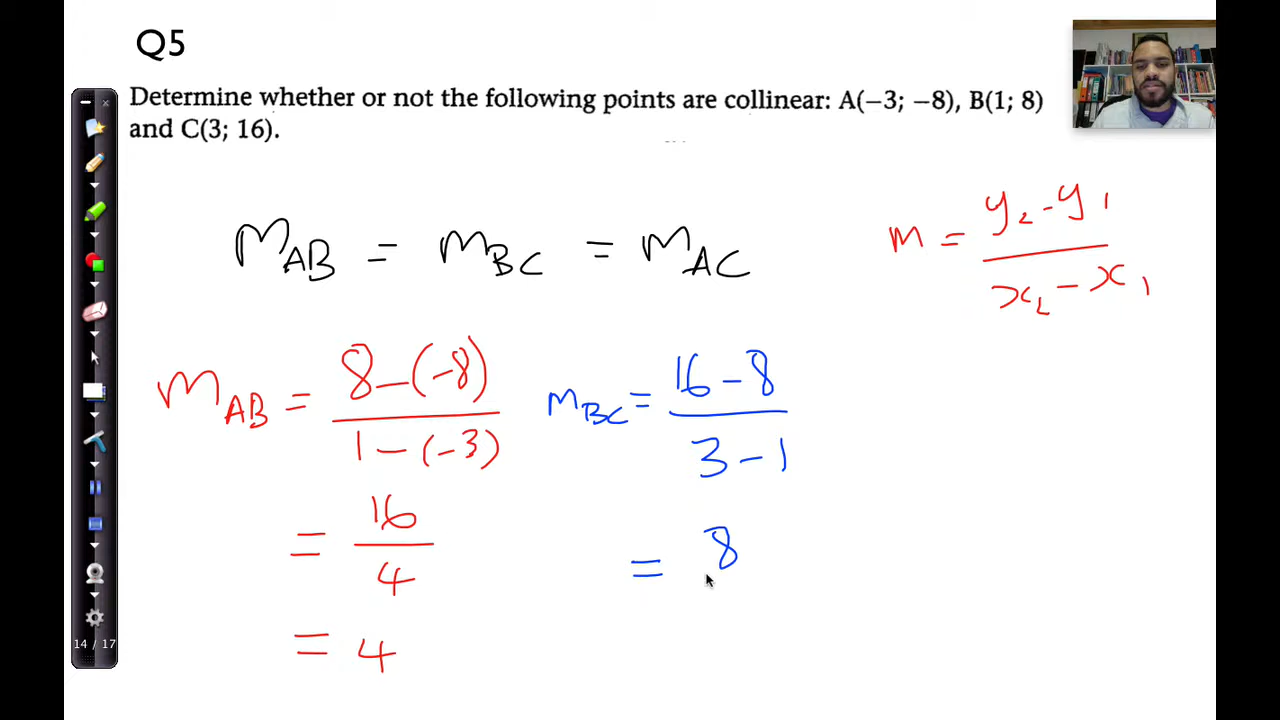 Q5
Determine whether or not the following points are collinear: A(−3; −8), B(1; 8)
and C(3; 16).
m_AB = m_BC = m_AC
m = (y₂ - y₁) / (x₂ - x₁)
m_AB = (8 - (-8)) / (1 - (-3))
= 16 / 4
= 4
m_BC = (16 - 8) / (3 - 1)
= 8
14 / 17